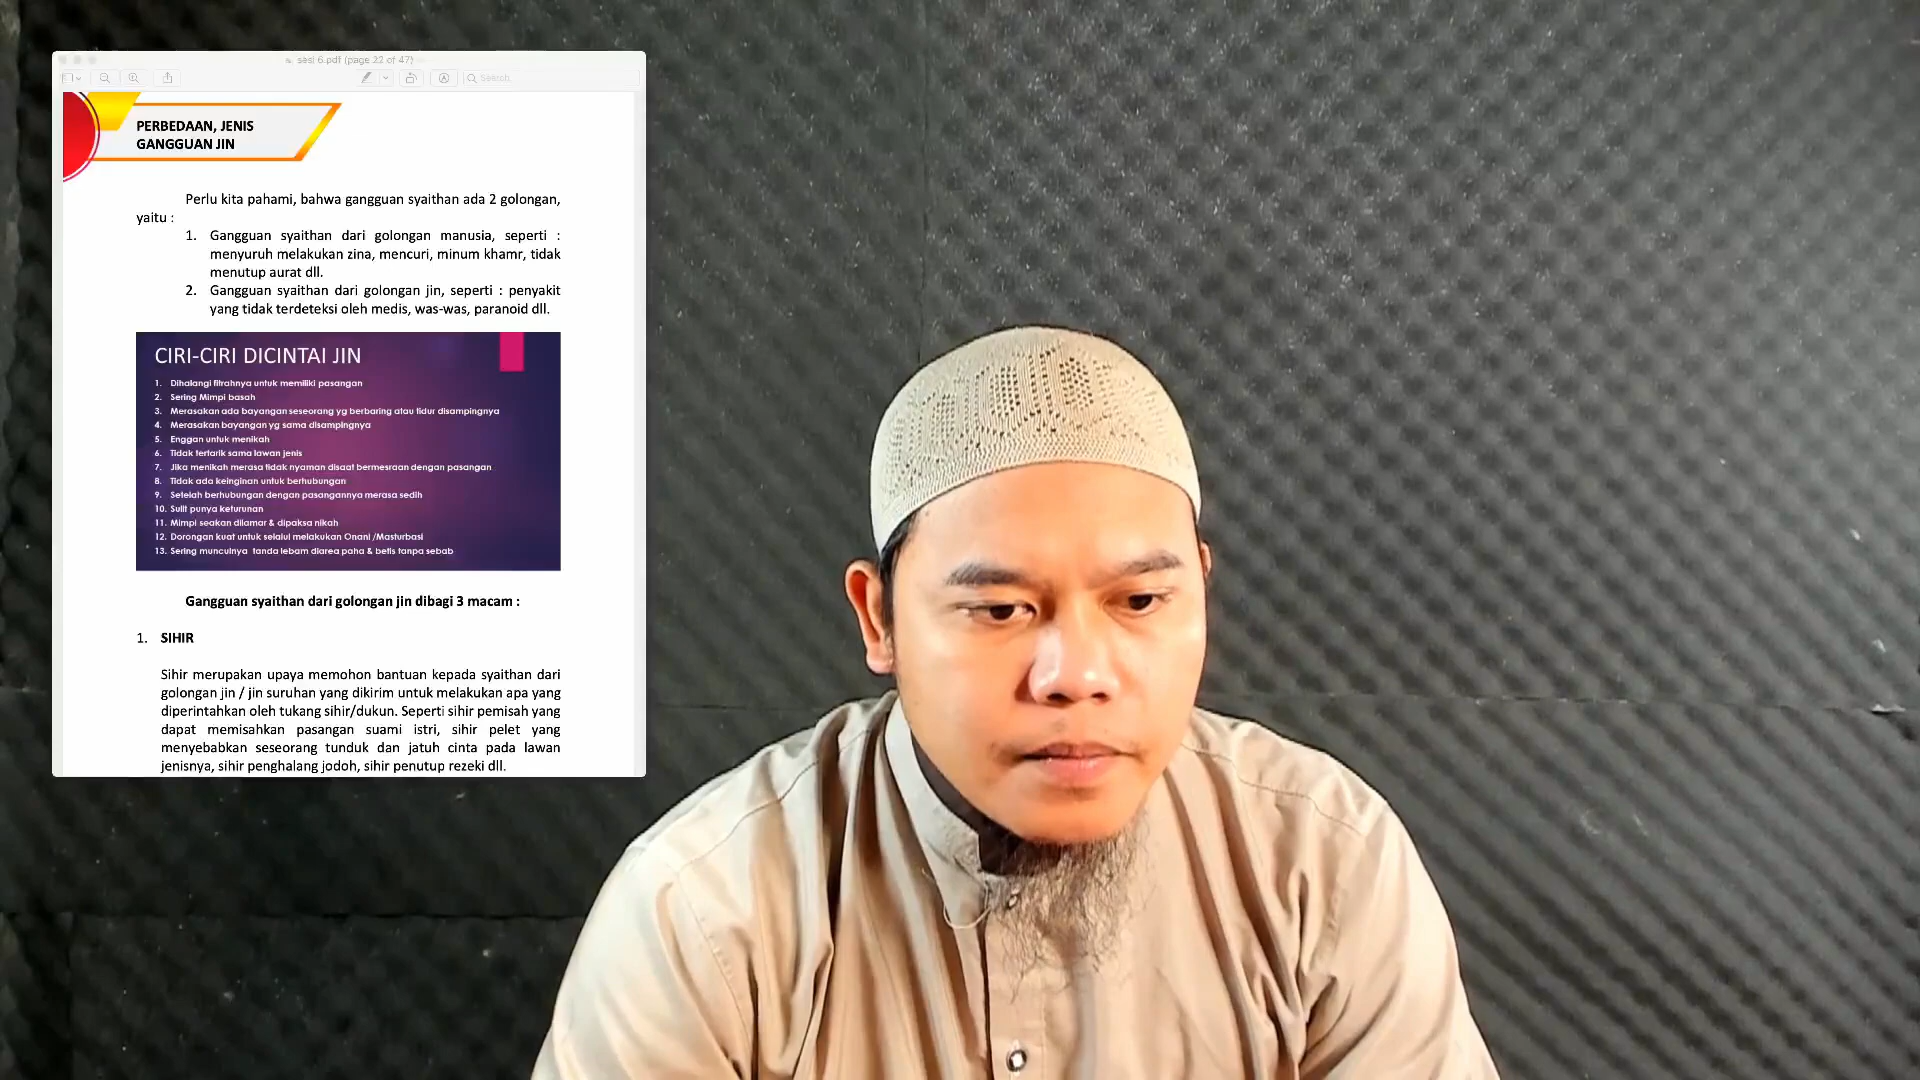 sesi 6.pdf (page 22 of 47)
Search
PERBEDAAN, JENIS
GANGGUAN JIN
Perlu kita pahami, bahwa gangguan syaithan ada 2 golongan,
yaitu :
1. Gangguan syaithan dari golongan manusia, seperti :
menyuruh melakukan zina, mencuri, minum khamr, tidak
menutup aurat dll.
2. Gangguan syaithan dari golongan jin, seperti : penyakit
yang tidak terdeteksi oleh medis, was-was, paranoid dll.
CIRI-CIRI DICINTAI JIN
1. Dihalangi fitrahnya untuk memiliki pasangan
2. Sering Mimpi basah
3. Merasakan ada bayangan seseorang yg berbaring atau tidur disampingnya
4. Merasakan bayangan yg sama disampingnya
5. Enggan untuk menikah
6. Tidak tertarik sama lawan jenis
7. Jika menikah merasa tidak nyaman disaat bermesraan dengan pasangan
8. Tidak ada keinginan untuk berhubungan
9. Setelah berhubungan dengan pasangannya merasa sedih
10. Sulit punya keturunan
11. Mimpi seakan dilamar & dipaksa nikah
12. Dorongan kuat untuk selalui melakukan Onani /Masturbasi
13. Sering munculnya tanda lebam diarea paha & betis tanpa sebab
Gangguan syaithan dari golongan jin dibagi 3 macam :
1. SIHIR
Sihir merupakan upaya memohon bantuan kepada syaithan dari
golongan jin / jin suruhan yang dikirim untuk melakukan apa yang
diperintahkan oleh tukang sihir/dukun. Seperti sihir pemisah yang
dapat memisahkan pasangan suami istri, sihir pelet yang
menyebabkan seseorang tunduk dan jatuh cinta pada lawan
jenisnya, sihir penghalang jodoh, sihir penutup rezeki dll.